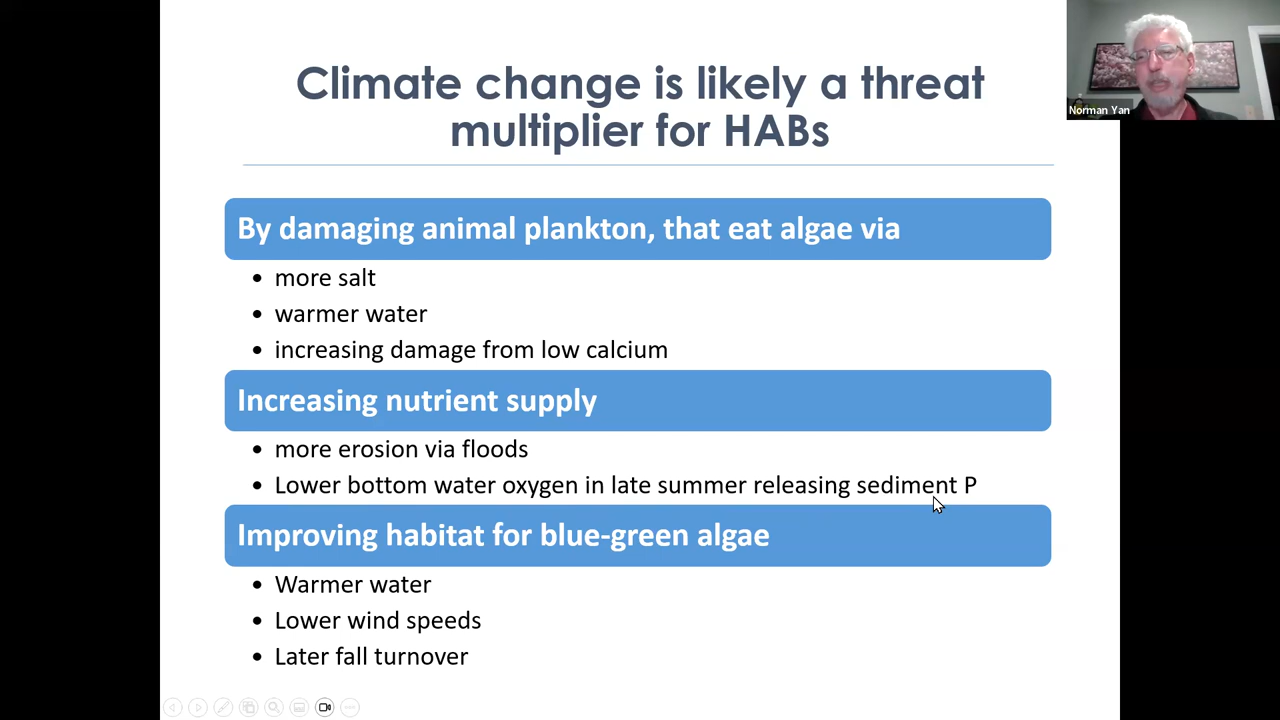 Climate change is likely a threat
multiplier for HABs
Norman Yan
By damaging animal plankton, that eat algae via
• more salt
• warmer water
• increasing damage from low calcium
Increasing nutrient supply
• more erosion via floods
• Lower bottom water oxygen in late summer releasing sediment P
Improving habitat for blue-green algae
• Warmer water
• Lower wind speeds
• Later fall turnover